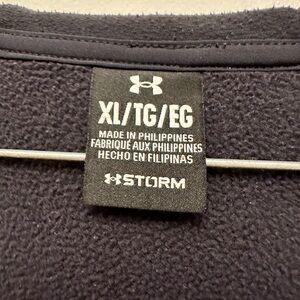 XL/TG/EG
MADE IN PHILIPPINES
FABRIQUÉ AUX PHILIPPINES
HECHO EN FILIPINAS
STORM